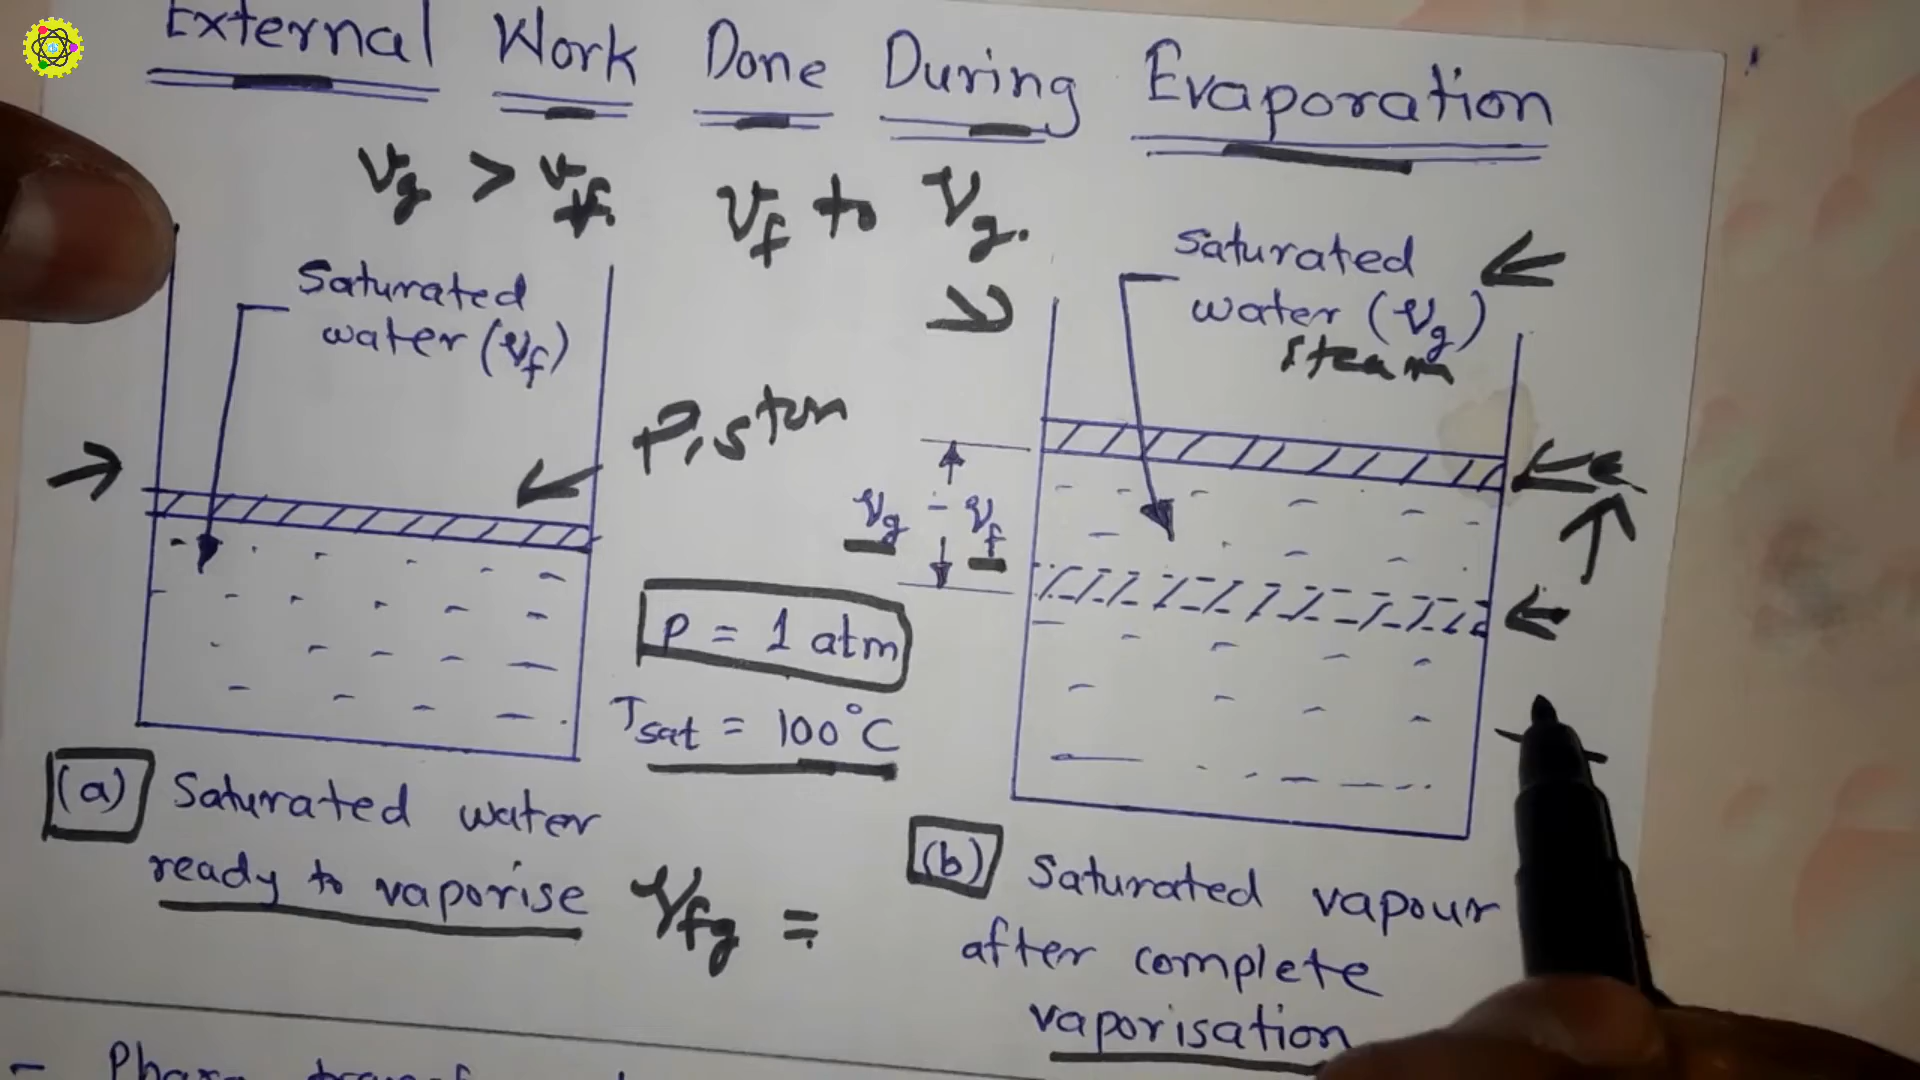 External Work Done During Evaporation
Vg > Vf. Vf to Vg.
Saturated
water (Vf)
Saturated
water (Vg)
Steam
Piston
Vg - Vf
P = 1 atm
Tsat = 100°C
(a) Saturated water
ready to vaporise
Vfg =
(b) Saturated vapour
after complete
vaporisation